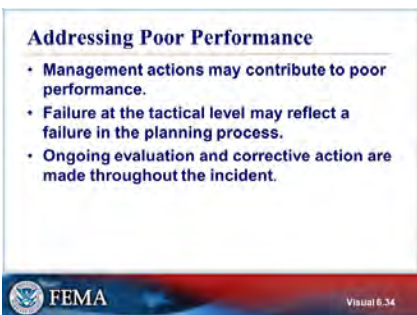 Addressing Poor Performance
• Management actions may contribute to poor
performance.
• Failure at the tactical level may reflect a
failure in the planning process.
• Ongoing evaluation and corrective action are
made throughout the incident.
FEMA
Visual 6.34